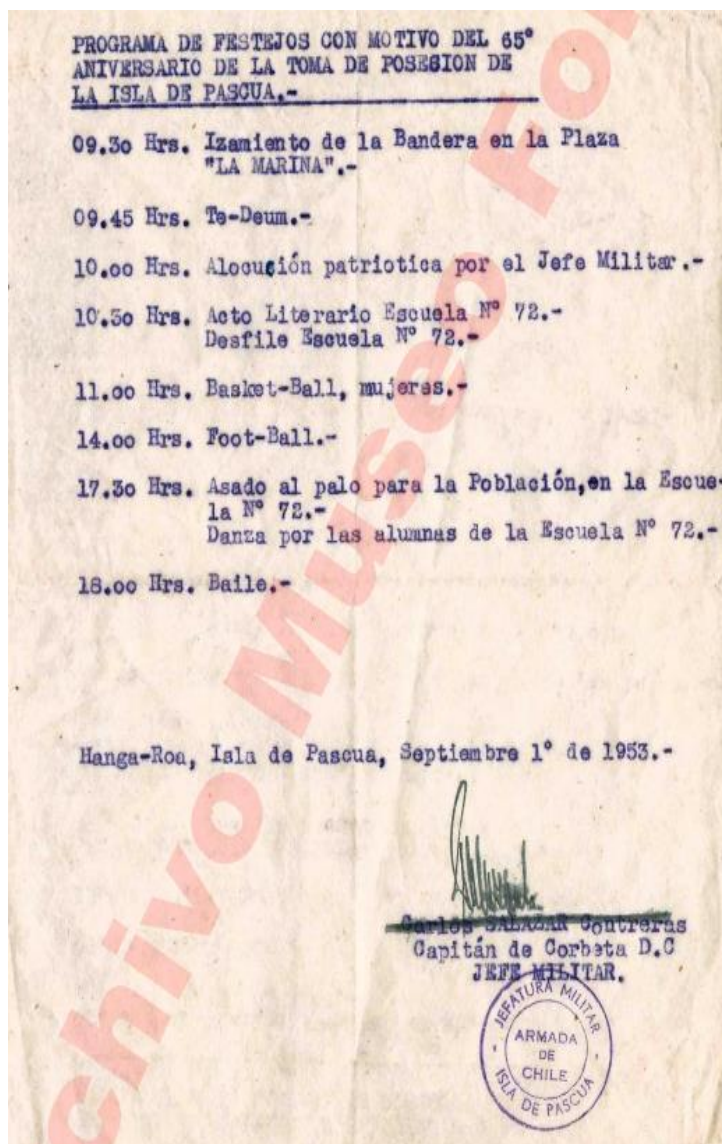 PROGRAMA DE FESTEJOS CON MOTIVO DEL 65°
ANIVERSARIO DE LA TOMA DE POSESION DE
LA ISLA DE PASCUA.-
09.3o Hrs. Izamiento de la Bandera en la Plaza
"LA MARINA".-
09.45 Hrs. Te-Deum.-
10.oo Hrs. Alocución patriotica por el Jefe Militar.-
10.3o Hrs. Acto Literario Escuela N° 72.-
Desfile Escuela N° 72.-
11.oo Hrs. Basket-Ball, mujeres.-
14.oo Hrs. Foot-Ball.-
17.3o Hrs. Asado al palo para la Población,en la Escue-
la N° 72.-
Danza por las alumnas de la Escuela N° 72.-
18.oo Hrs. Baile.-
Hanga-Roa, Isla de Pascua, Septiembre 1° de 1953.-
Carlos SALAZAR Contreras
Capitán de Corbeta D.C
JEFE MILITAR.
JEFATURA MILITAR
ARMADA
DE
CHILE
ISLA DE PASCUA
chivo Museo Fo